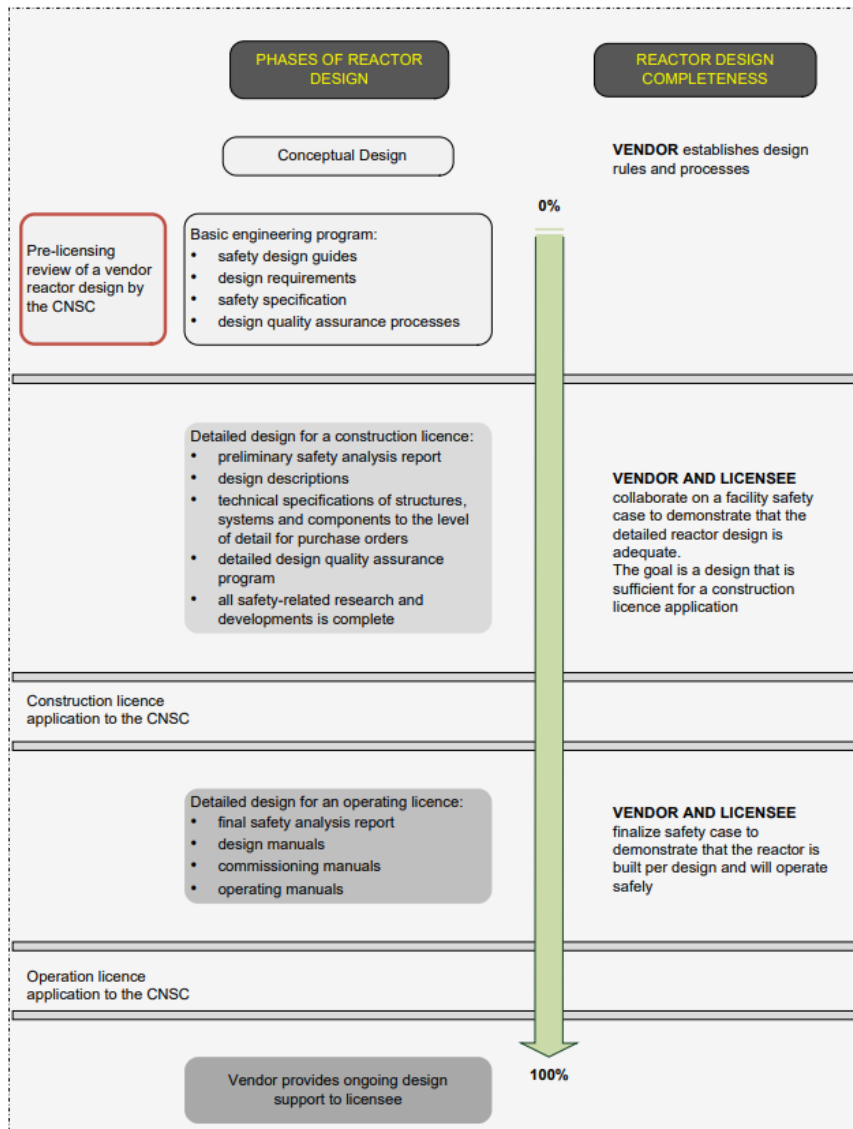 PHASES OF REACTOR
DESIGN
REACTOR DESIGN
COMPLETENESS
Conceptual Design
VENDOR establishes design
rules and processes
0%
Pre-licensing
review of a vendor
reactor design by
the CNSC
Basic engineering program:
• safety design guides
• design requirements
• safety specification
• design quality assurance processes
Detailed design for a construction licence:
• preliminary safety analysis report
• design descriptions
• technical specifications of structures,
systems and components to the level
of detail for purchase orders
• detailed design quality assurance
program
• all safety-related research and
developments is complete
VENDOR AND LICENSEE
collaborate on a facility safety
case to demonstrate that the
detailed reactor design is
adequate.
The goal is a design that is
sufficient for a construction
licence application
Construction licence
application to the CNSC
Detailed design for an operating licence:
• final safety analysis report
• design manuals
• commissioning manuals
• operating manuals
VENDOR AND LICENSEE
finalize safety case to
demonstrate that the reactor is
built per design and will operate
safely
Operation licence
application to the CNSC
Vendor provides ongoing design
support to licensee
100%